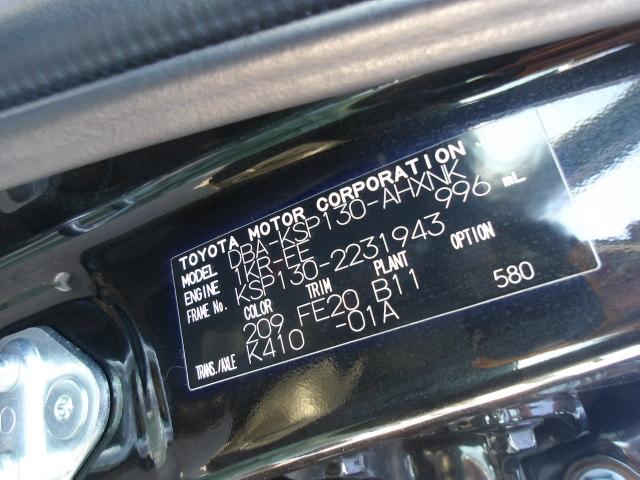 TOYOTA MOTOR CORPORATION
MODEL DBA-KSP130-AHXNK
ENGINE 1KR-FE 996 mL
FRAME No. KSP130-2231943
COLOR TRIM PLANT OPTION
209 FE20 B11 580
TRANS./AXLE K410 -01A